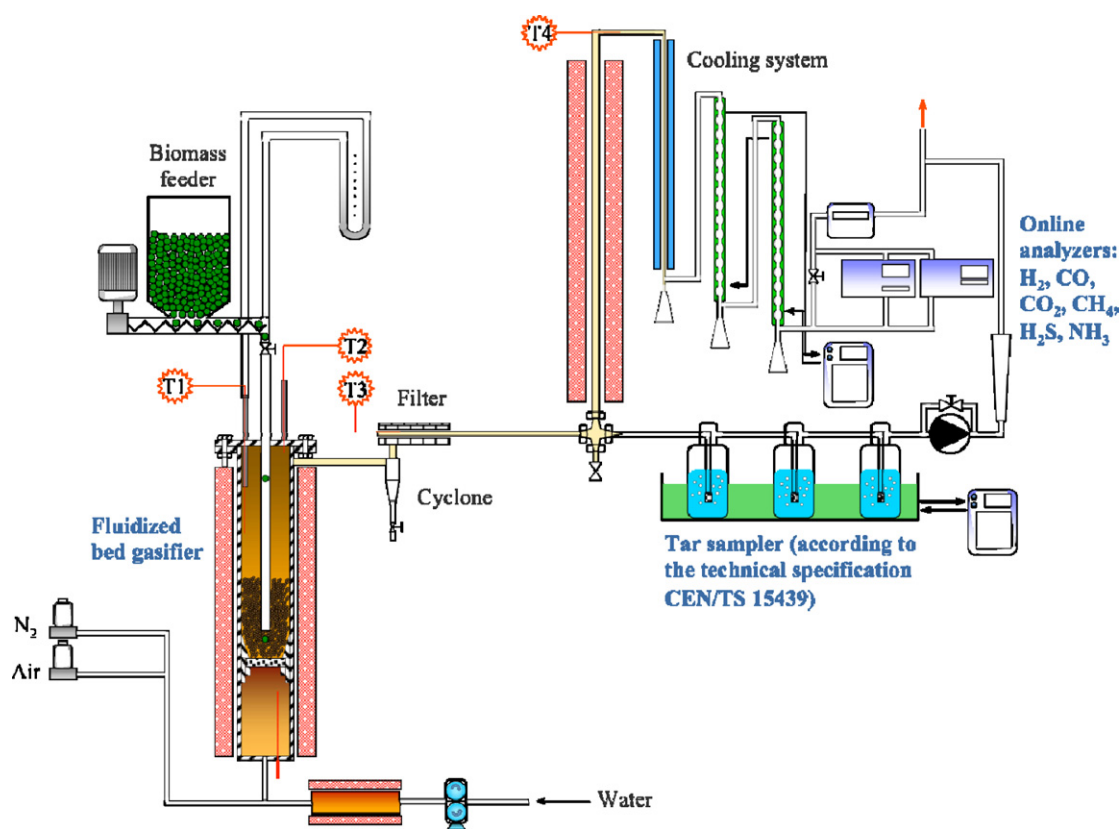 T4
Cooling system
Biomass
feeder
Online
analyzers:
H₂, CO,
CO₂, CH₄,
H₂S, NH₃
T2
T1
T3
Filter
Cyclone
Fluidized
bed gasifier
Tar sampler (according to
the technical specification
CEN/TS 15439)
N₂
Air
Water